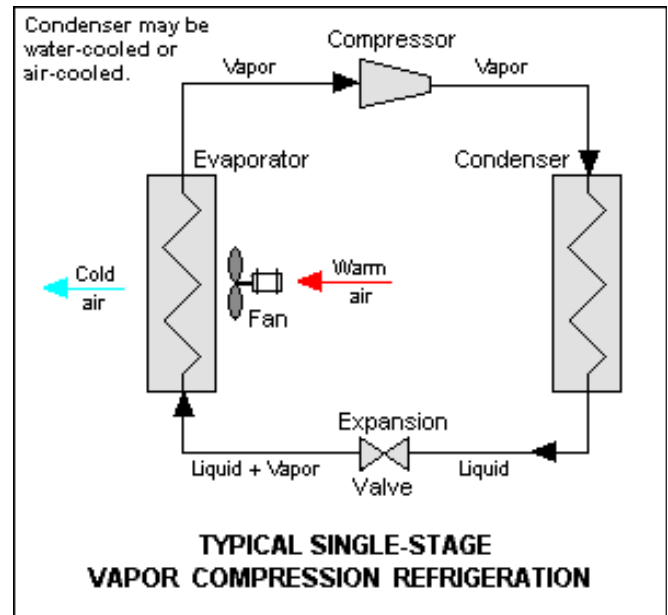 Condenser may be
water-cooled or
air-cooled.
Compressor
Vapor
Vapor
Evaporator
Condenser
Cold
air
Warm
air
Fan
Expansion
Valve
Liquid + Vapor
Liquid
TYPICAL SINGLE-STAGE
VAPOR COMPRESSION REFRIGERATION